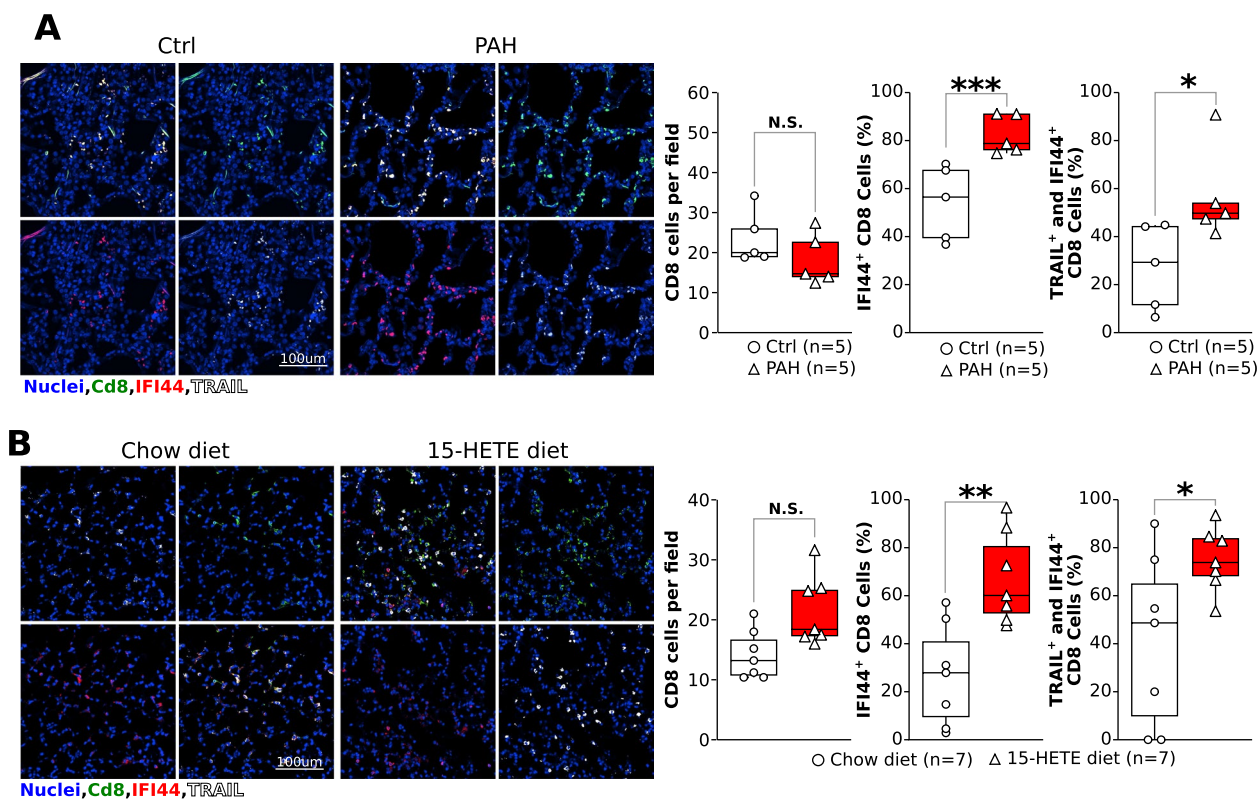 A
Ctrl PAH
100um
Nuclei,Cd8,IFI44,TRAIL
CD8 cells per field
60
50
40
30
20
10
0
N.S.
Ctrl (n=5)
PAH (n=5)
IFI44+ CD8 Cells (%)
100
80
60
40
20
0
***
Ctrl (n=5)
PAH (n=5)
TRAIL+ and IFI44+
CD8 Cells (%)
100
80
60
40
20
0
*
Ctrl (n=5)
PAH (n=5)
B
Chow diet 15-HETE diet
100um
Nuclei,Cd8,IFI44,TRAIL
CD8 cells per field
40
30
20
10
0
N.S.
IFI44+ CD8 Cells (%)
100
80
60
40
20
0
**
TRAIL+ and IFI44+
CD8 Cells (%)
100
80
60
40
20
0
*
Chow diet (n=7) 15-HETE diet (n=7)